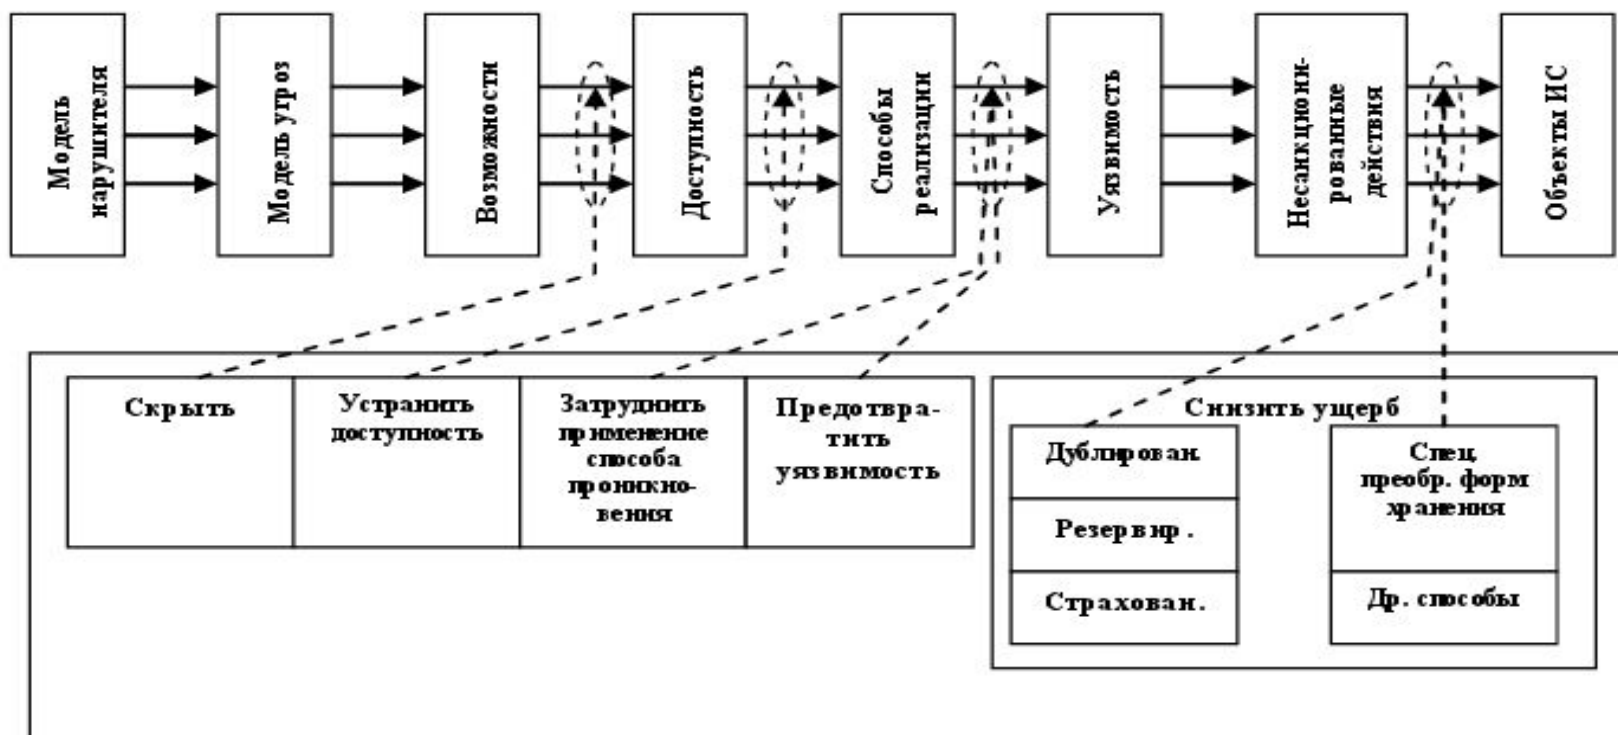 Модель
нарушителя
Модель угроз
Возможности
Доступность
Способы
реализации
Уязвимость
Несанкциони-
рованные
действия
Объекты ИС
Скрыть
Устранить
доступность
Затруднить
применение
способа
проникно-
вения
Предотвра-
тить
уязвимость
Снизить ущерб
Дублирован.
Резервир.
Страхован.
Спец.
преобр. форм
хранения
Др. способы